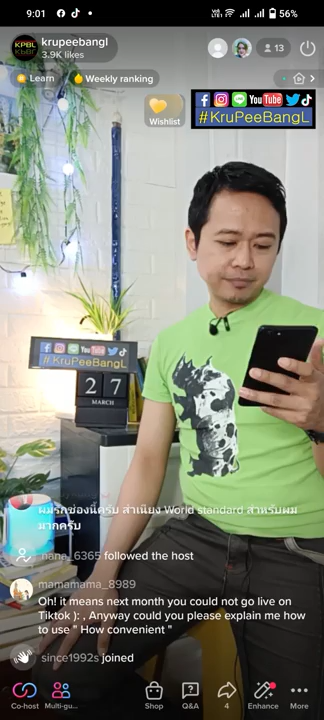 9:01
56%
krupeebangl
3.9K likes
13
Learn
Weekly ranking
Wishlist
YouTube
#KruPeeBangL
YouTube
#KruPeeBangL
27
MARCH
ผมรักช่องนี้ครับ สำเนียง World standard สำหรับผม
มากครับ
nana_6365 followed the host
mamamama_8989
Oh! it means next month you could not go live on
Tiktok ): , Anyway could you please explain me how
to use " How convenient "
since1992s joined
Co-host
Multi-gu...
Shop
Q&A
4
Enhance
More